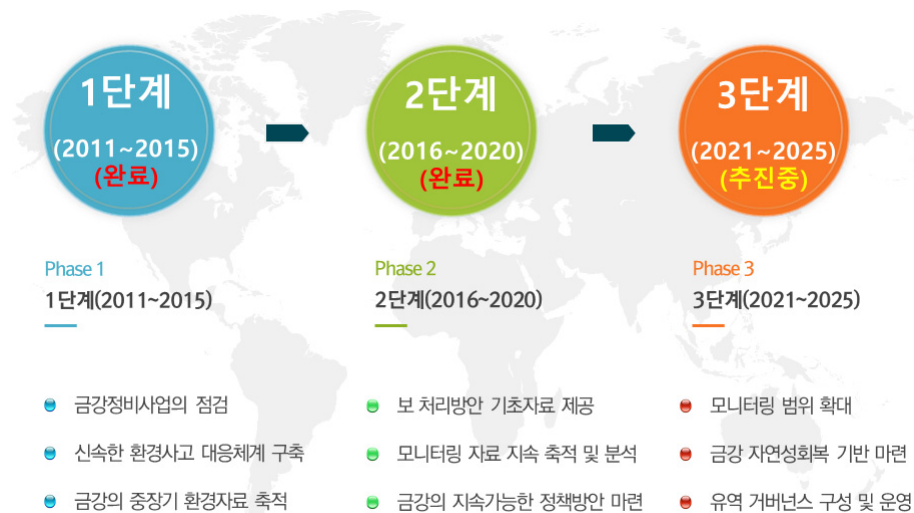 1단계
(2011~2015)
(완료)
2단계
(2016~2020)
(완료)
3단계
(2021~2025)
(추진중)
Phase 1
1단계(2011~2015)
금강정비사업의 점검
신속한 환경사고 대응체계 구축
금강의 중장기 환경자료 축적
Phase 2
2단계(2016~2020)
보 처리방안 기초자료 제공
모니터링 자료 지속 축적 및 분석
금강의 지속가능한 정책방안 마련
Phase 3
3단계(2021~2025)
모니터링 범위 확대
금강 자연성회복 기반 마련
유역 거버넌스 구성 및 운영